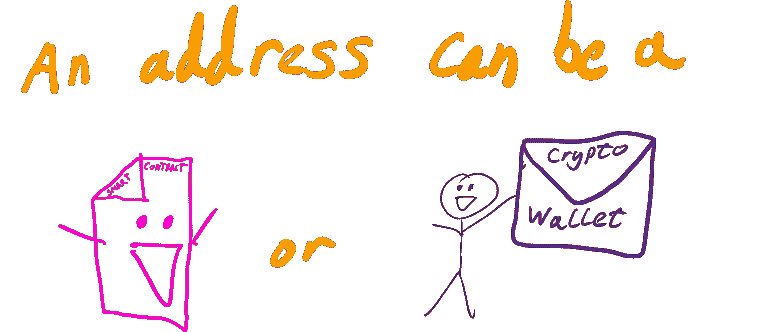 An address can be a
SMART CONTRACT
or
Crypto
Wallet